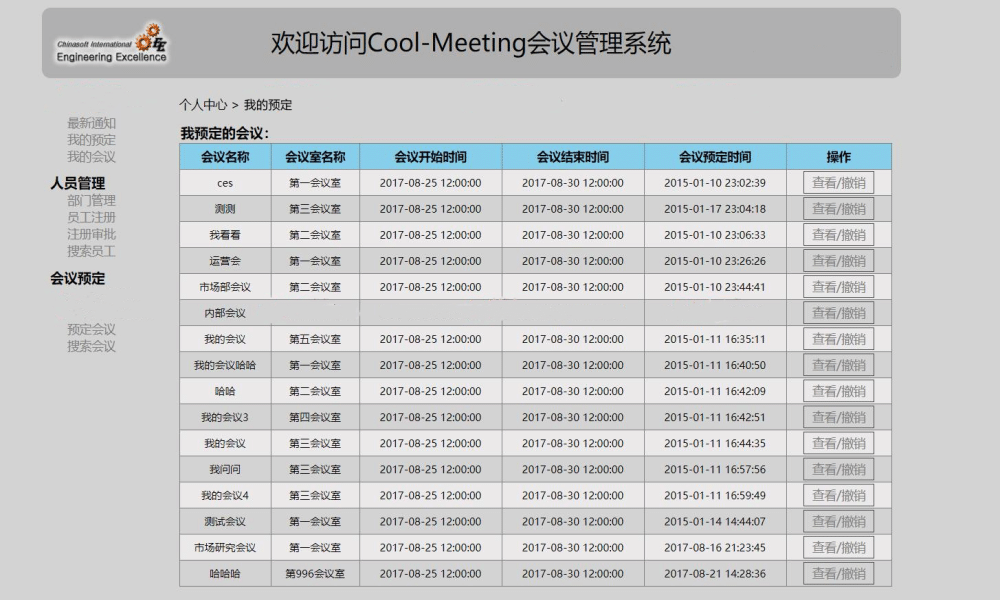 Chinasoft International
Engineering Excellence
欢迎访问Cool-Meeting会议管理系统
最新通知
我的预定
我的会议
人员管理
部门管理
员工注册
注册审批
搜索员工
会议预定
预定会议
搜索会议
个人中心 > 我的预定
我预定的会议：
会议名称 会议室名称 会议开始时间 会议结束时间 会议预定时间 操作
ces 第一会议室 2017-08-25 12:00:00 2017-08-30 12:00:00 2015-01-10 23:02:39 查看/撤销
测测 第三会议室 2017-08-25 12:00:00 2017-08-30 12:00:00 2015-01-17 23:04:18 查看/撤销
我看看 第二会议室 2017-08-25 12:00:00 2017-08-30 12:00:00 2015-01-10 23:06:33 查看/撤销
运营会 第一会议室 2017-08-25 12:00:00 2017-08-30 12:00:00 2015-01-10 23:26:26 查看/撤销
市场部会议 第二会议室 2017-08-25 12:00:00 2017-08-30 12:00:00 2015-01-10 23:44:41 查看/撤销
内部会议 查看/撤销
我的会议 第五会议室 2017-08-25 12:00:00 2017-08-30 12:00:00 2015-01-11 16:35:11 查看/撤销
我的会议哈哈 第一会议室 2017-08-25 12:00:00 2017-08-30 12:00:00 2015-01-11 16:40:50 查看/撤销
哈哈 第二会议室 2017-08-25 12:00:00 2017-08-30 12:00:00 2015-01-11 16:42:09 查看/撤销
我的会议3 第四会议室 2017-08-25 12:00:00 2017-08-30 12:00:00 2015-01-11 16:42:51 查看/撤销
我的会议 第三会议室 2017-08-25 12:00:00 2017-08-30 12:00:00 2015-01-11 16:44:35 查看/撤销
我问问 第三会议室 2017-08-25 12:00:00 2017-08-30 12:00:00 2015-01-11 16:57:56 查看/撤销
我的会议4 第三会议室 2017-08-25 12:00:00 2017-08-30 12:00:00 2015-01-11 16:59:49 查看/撤销
测试会议 第一会议室 2017-08-25 12:00:00 2017-08-30 12:00:00 2015-01-14 14:44:07 查看/撤销
市场研究会议 第一会议室 2017-08-25 12:00:00 2017-08-30 12:00:00 2017-08-16 21:23:45 查看/撤销
哈哈哈 第996会议室 2017-08-25 12:00:00 2017-08-30 12:00:00 2017-08-21 14:28:36 查看/撤销